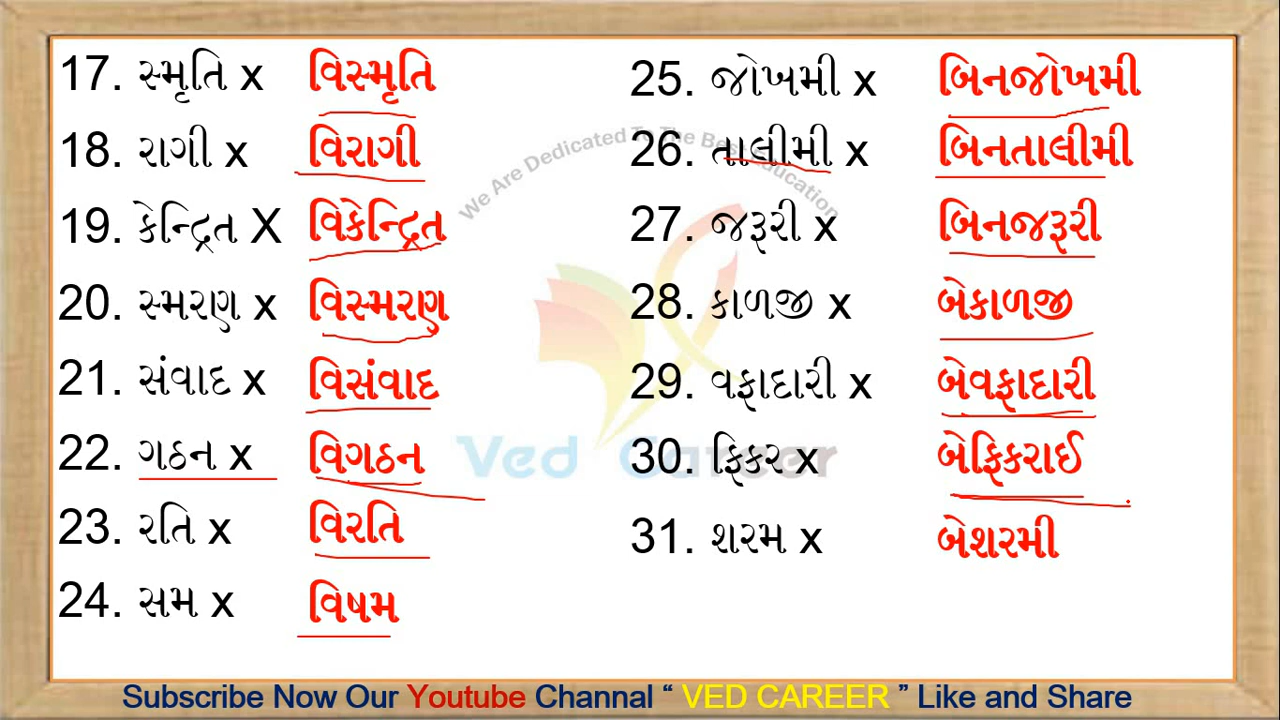 17. સ્મૃતિ x વિસ્મૃતિ
18. રાગી x વિરાગી
19. કેન્દ્રિત X વિકેન્દ્રિત
20. સ્મરણ x વિસ્મરણ
21. સંવાદ x વિસંવાદ
22. ગઠન x વિગઠન
23. રતિ x વિરતિ
24. સમ x વિષમ
25. જોખમી x બિનજોખમી
26. તાલીમી x બિનતાલીમી
27. જરૂરી x બિનજરૂરી
28. કાળજી x બેકાળજી
29. વફાદારી x બેવફાદારી
30. ફિકર x બેફિકરાઈ
31. શરમ x બેશરમી
We Are Dedicated To The Best Education
Ved Career
Subscribe Now Our Youtube Channal “ VED CAREER ” Like and Share